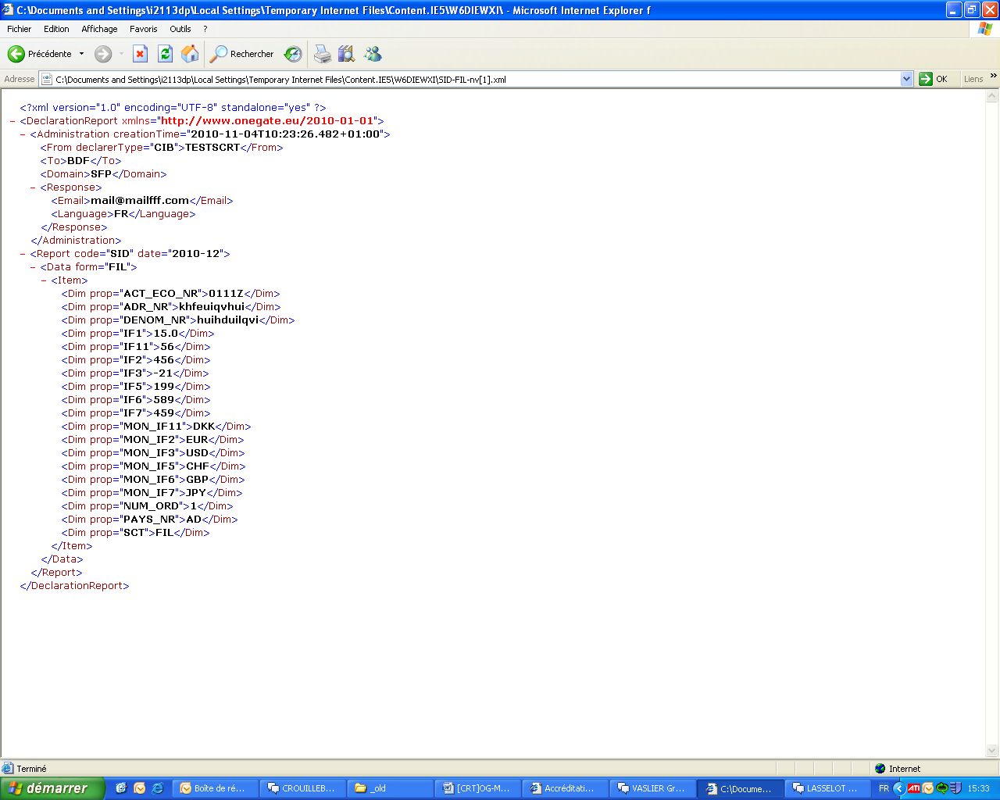 C:\Documents and Settings\i2113dp\Local Settings\Temporary Internet Files\Content.IE5\W6DIEWXI\ - Microsoft Internet Explorer f
Fichier Edition Affichage Favoris Outils ?
Précédente Rechercher
Adresse C:\Documents and Settings\i2113dp\Local Settings\Temporary Internet Files\Content.IE5\W6DIEWXI\SID-FIL-nv[1].xml OK Liens »
<?xml version="1.0" encoding="UTF-8" standalone="yes" ?>
- <DeclarationReport xmlns="http://www.onegate.eu/2010-01-01">
- <Administration creationTime="2010-11-04T10:23:26.482+01:00">
<From declarerType="CIB">TESTSCRT</From>
<To>BDF</To>
<Domain>SFP</Domain>
- <Response>
<Email>mail@mailfff.com</Email>
<Language>FR</Language>
</Response>
</Administration>
- <Report code="SID" date="2010-12">
- <Data form="FIL">
- <Item>
<Dim prop="ACT_ECO_NR">0111Z</Dim>
<Dim prop="ADR_NR">khfeuiqvhui</Dim>
<Dim prop="DENOM_NR">huihduilqvi</Dim>
<Dim prop="IF1">15.0</Dim>
<Dim prop="IF11">56</Dim>
<Dim prop="IF2">456</Dim>
<Dim prop="IF3">-21</Dim>
<Dim prop="IF5">199</Dim>
<Dim prop="IF6">589</Dim>
<Dim prop="IF7">459</Dim>
<Dim prop="MON_IF11">DKK</Dim>
<Dim prop="MON_IF2">EUR</Dim>
<Dim prop="MON_IF3">USD</Dim>
<Dim prop="MON_IF5">CHF</Dim>
<Dim prop="MON_IF6">GBP</Dim>
<Dim prop="MON_IF7">JPY</Dim>
<Dim prop="NUM_ORD">1</Dim>
<Dim prop="PAYS_NR">AD</Dim>
<Dim prop="SCT">FIL</Dim>
</Item>
</Data>
</Report>
</DeclarationReport>
Terminé Internet
démarrer Boîte de ré... CROUILLEB... _old [CRT]OG-M... Accréditati... VASLIER Gr... C:\Docume... LASSELOT ... FR ATI 15:33